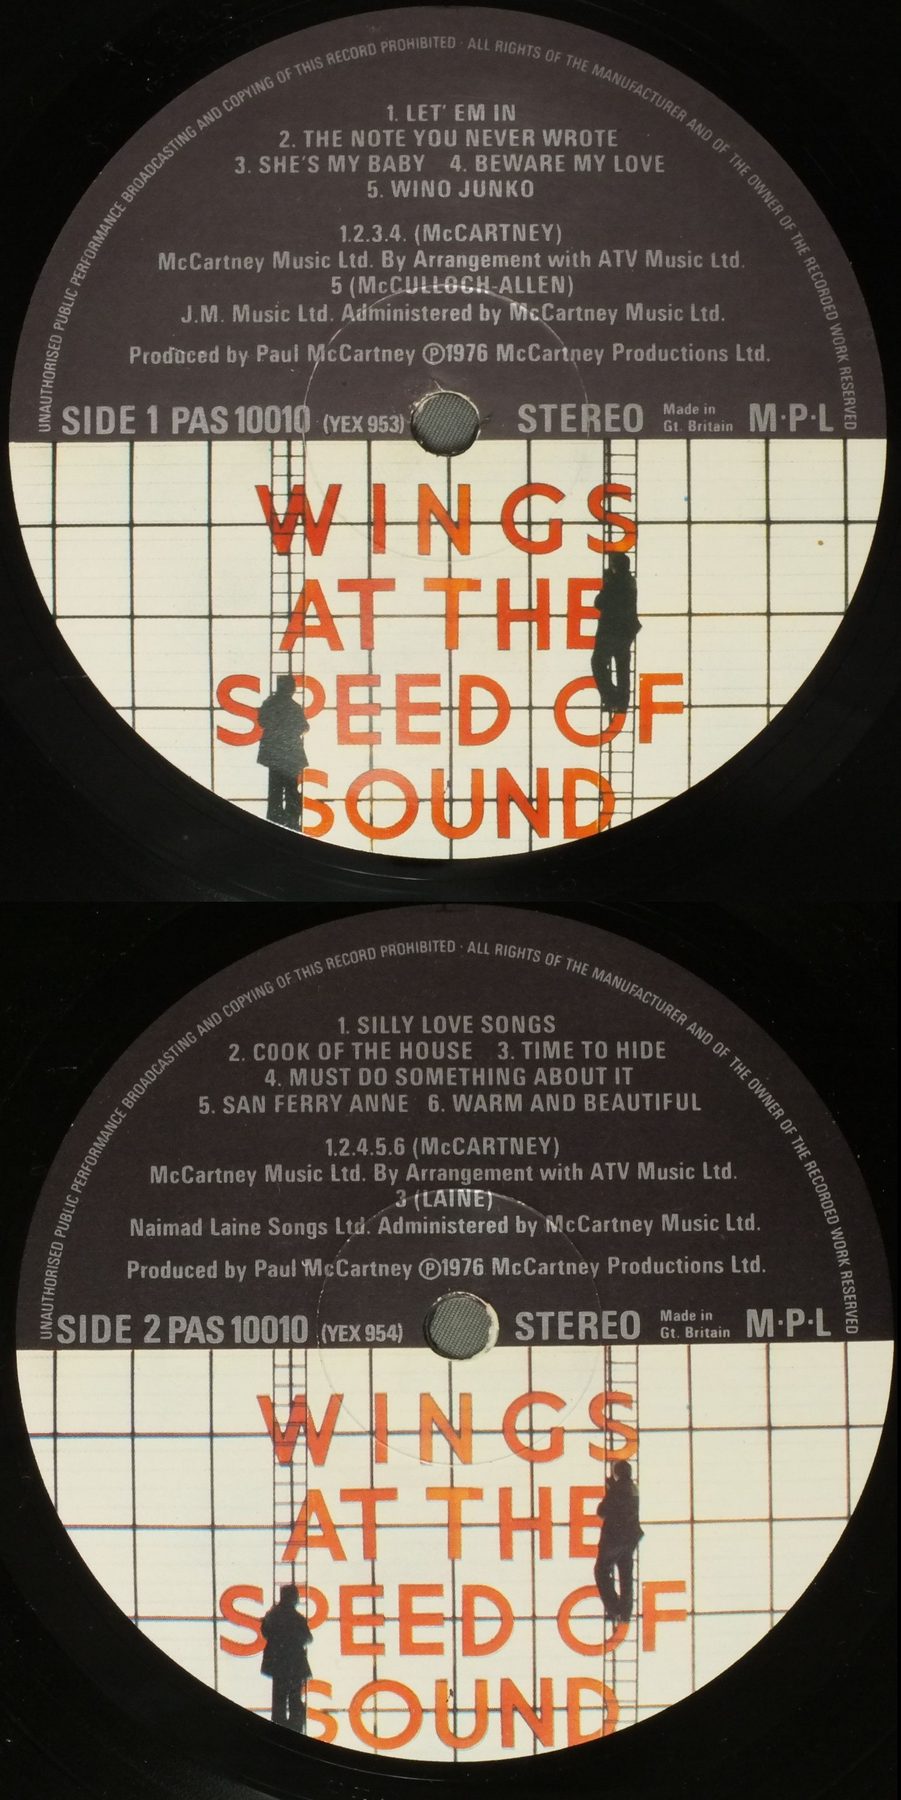 UNAUTHORISED PUBLIC PERFORMANCE BROADCASTING AND COPYING OF THIS RECORD PROHIBITED · ALL RIGHTS OF THE MANUFACTURER AND OF THE OWNER OF THE RECORDED WORK RESERVED
1. LET' EM IN
2. THE NOTE YOU NEVER WROTE
3. SHE'S MY BABY 4. BEWARE MY LOVE
5. WINO JUNKO
1.2.3.4. (McCARTNEY)
McCartney Music Ltd. By Arrangement with ATV Music Ltd.
5 (McCULLOCH-ALLEN)
J.M. Music Ltd. Administered by McCartney Music Ltd.
Produced by Paul McCartney ℗1976 McCartney Productions Ltd.
SIDE 1 PAS 10010 (YEX 953) STEREO Made in Gt. Britain M·P·L
WINGS
AT THE
SPEED OF
SOUND
UNAUTHORISED PUBLIC PERFORMANCE BROADCASTING AND COPYING OF THIS RECORD PROHIBITED · ALL RIGHTS OF THE MANUFACTURER AND OF THE OWNER OF THE RECORDED WORK RESERVED
1. SILLY LOVE SONGS
2. COOK OF THE HOUSE 3. TIME TO HIDE
4. MUST DO SOMETHING ABOUT IT
5. SAN FERRY ANNE 6. WARM AND BEAUTIFUL
1.2.4.5.6 (McCARTNEY)
McCartney Music Ltd. By Arrangement with ATV Music Ltd.
3 (LAINE)
Naimad Laine Songs Ltd. Administered by McCartney Music Ltd.
Produced by Paul McCartney ℗1976 McCartney Productions Ltd.
SIDE 2 PAS 10010 (YEX 954) STEREO Made in Gt. Britain M·P·L
WINGS
AT THE
SPEED OF
SOUND